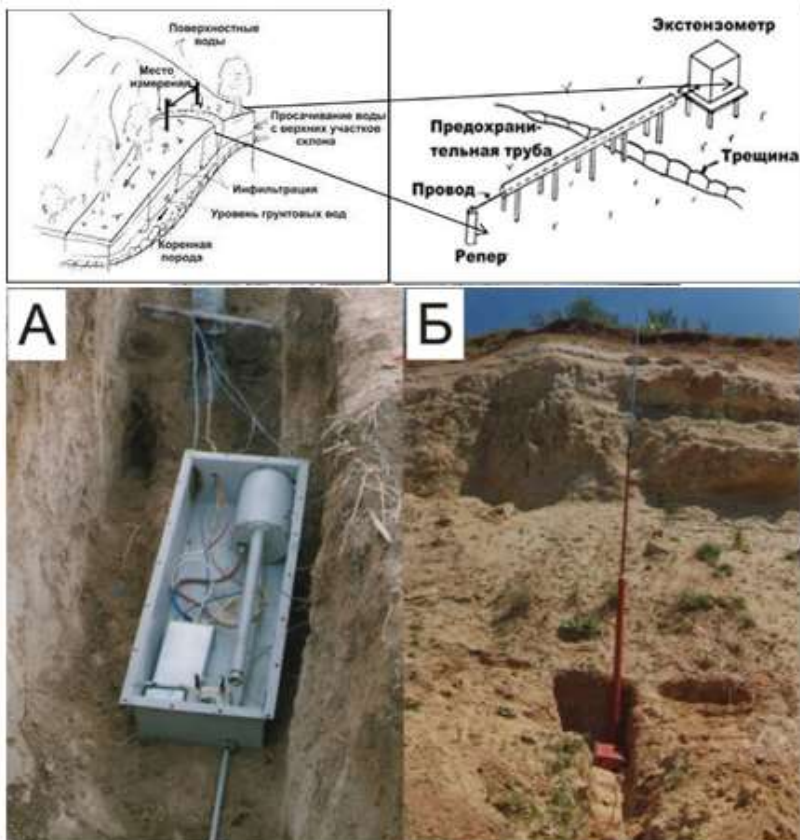 Поверхностные
воды
Место
измерения
Просачивание воды
с верхних участков
склона
Инфильтрация
Уровень грунтовых вод
Коренная
порода
Экстензометр
Предохрани-
тельная труба
Трещина
Провод
Репер
А
Б